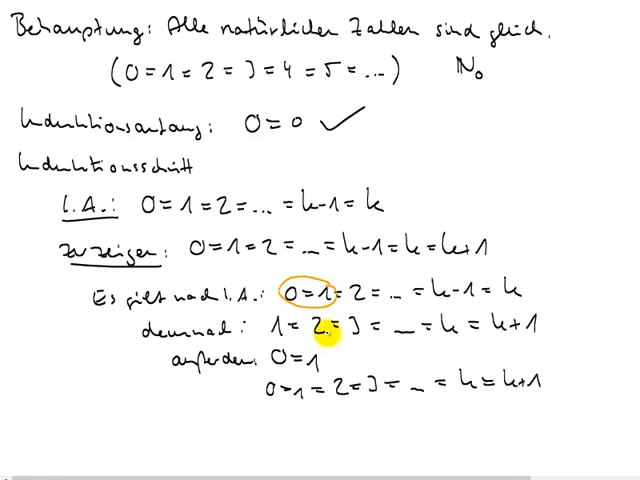 Behauptung: Alle natürlichen Zahlen sind gleich.
(0=1=2=3=4=5=...) ℕ₀
Induktionsanfang: 0=0 ✓
Induktionsschritt
I.A.: 0=1=2=...=k-1=k
zu zeigen: 0=1=2=...=k-1=k=k+1
Es gilt nach I.A.: 0=1=2=...=k-1=k
demnach: 1=2=3=...=k=k+1
außerdem: 0=1
0=1=2=3=...=k=k+1